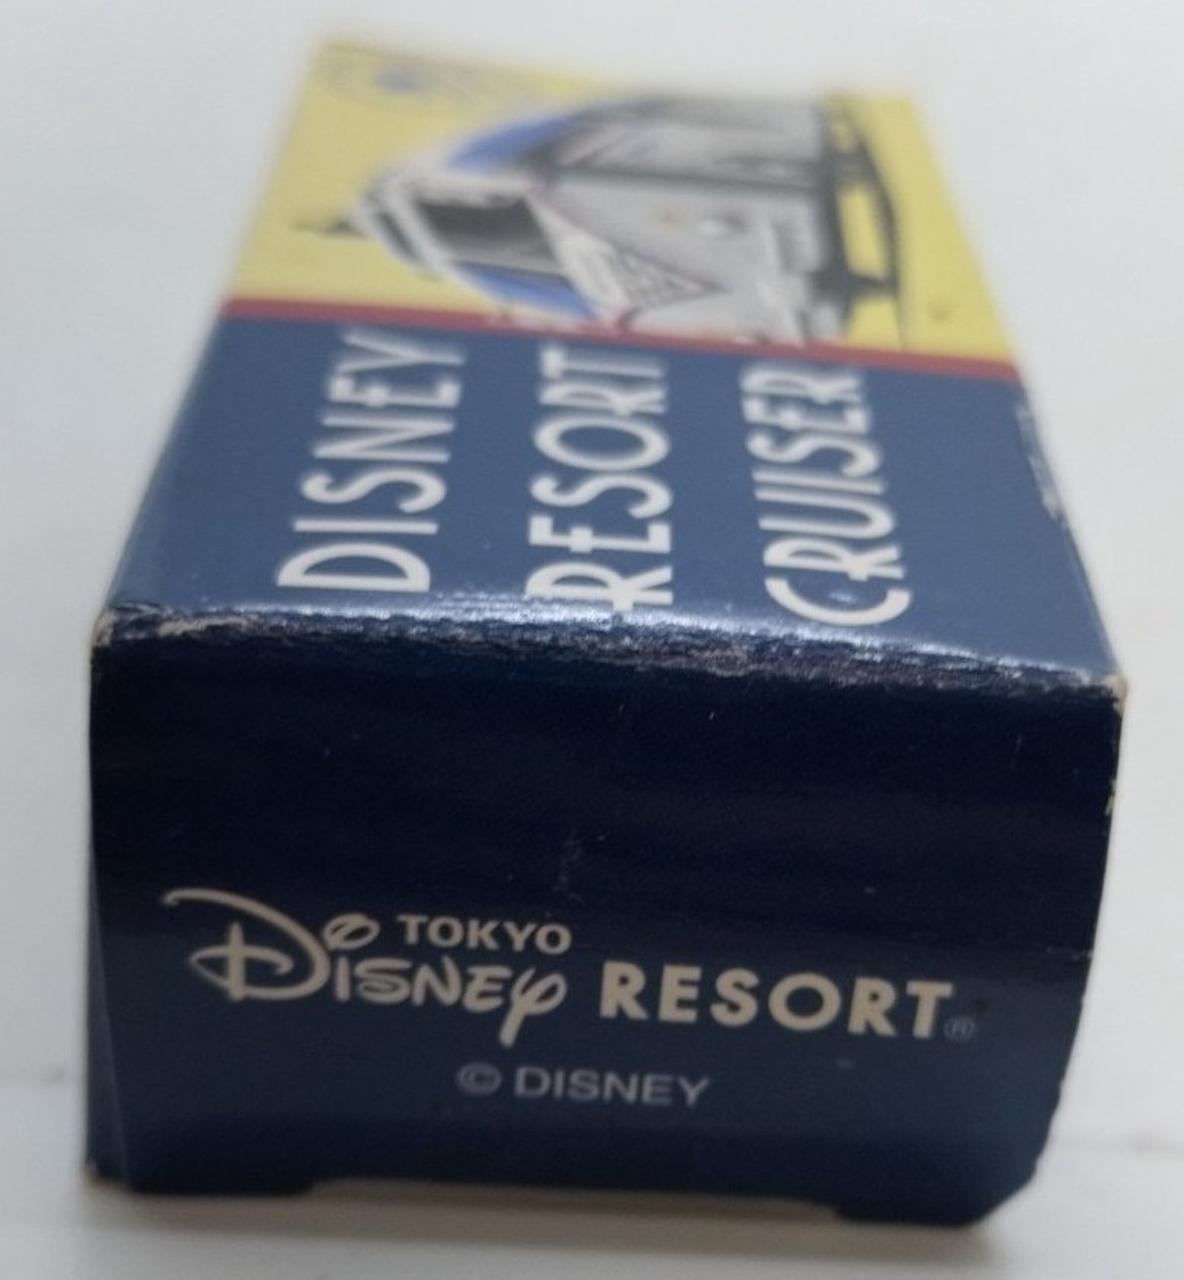 DISNEY
RESORT
CRUISER
TOKYO
Disney RESORT®
© DISNEY